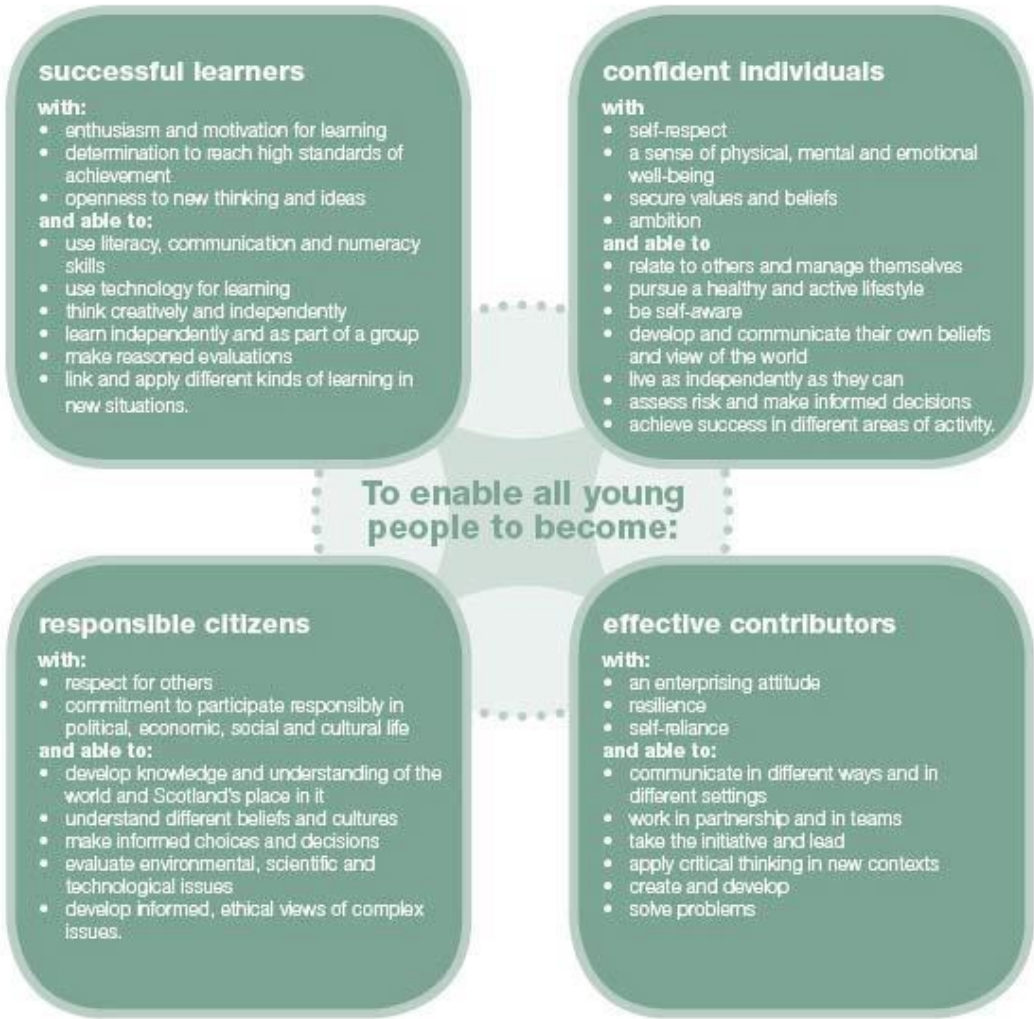 successful learners
with:
• enthusiasm and motivation for learning
• determination to reach high standards of
achievement
• openness to new thinking and ideas
and able to:
• use literacy, communication and numeracy
skills
• use technology for learning
• think creatively and independently
• learn independently and as part of a group
• make reasoned evaluations
• link and apply different kinds of learning in
new situations.
confident individuals
with
• self-respect
• a sense of physical, mental and emotional
well-being
• secure values and beliefs
• ambition
and able to
• relate to others and manage themselves
• pursue a healthy and active lifestyle
• be self-aware
• develop and communicate their own beliefs
and view of the world
• live as independently as they can
• assess risk and make informed decisions
• achieve success in different areas of activity.
To enable all young
people to become:
responsible citizens
with:
• respect for others
• commitment to participate responsibly in
political, economic, social and cultural life
and able to:
• develop knowledge and understanding of the
world and Scotland's place in it
• understand different beliefs and cultures
• make informed choices and decisions
• evaluate environmental, scientific and
technological issues
• develop informed, ethical views of complex
issues.
effective contributors
with:
• an enterprising attitude
• resilience
• self-reliance
and able to:
• communicate in different ways and in
different settings
• work in partnership and in teams
• take the initiative and lead
• apply critical thinking in new contexts
• create and develop
• solve problems